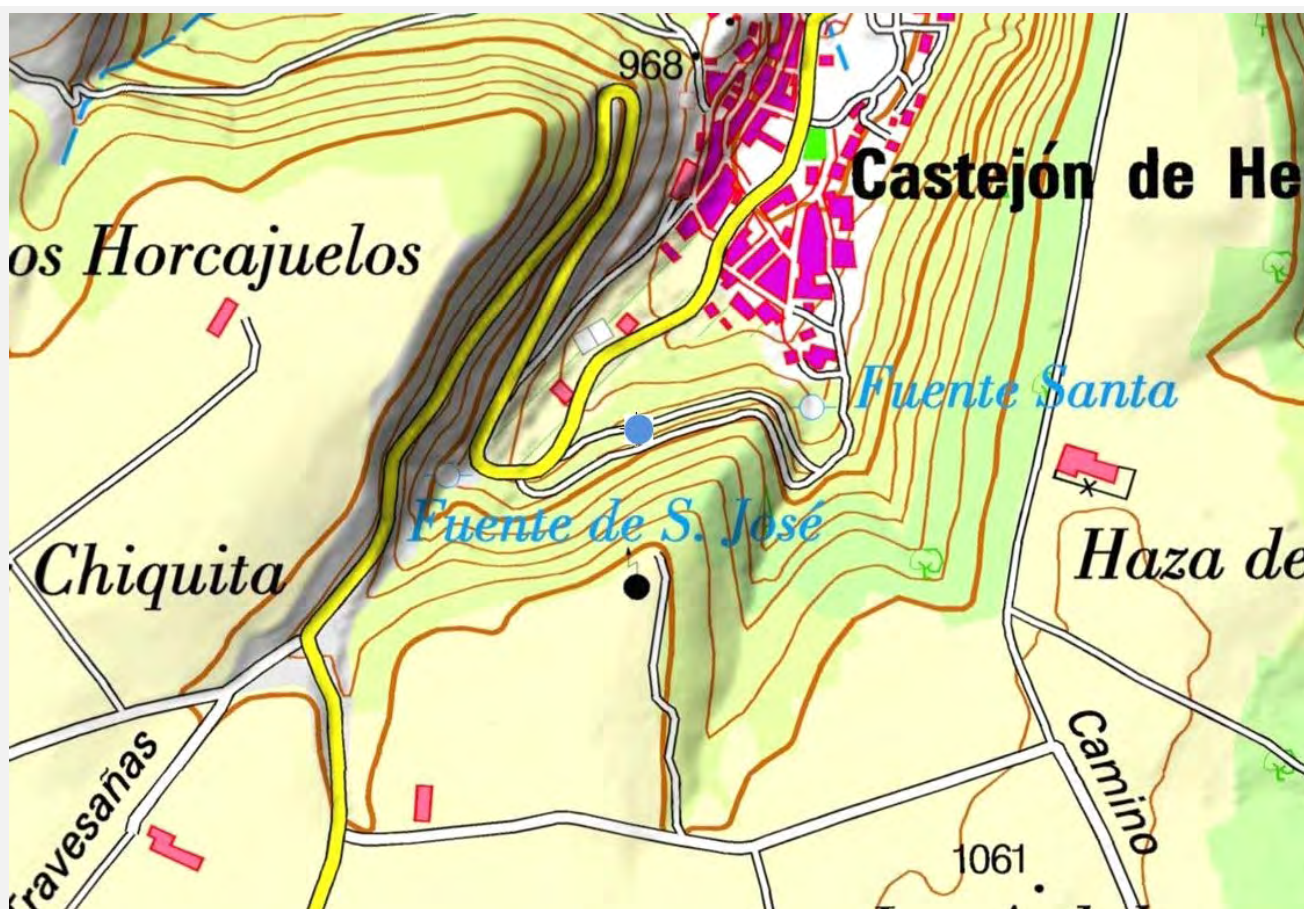 968
Castejón de He
os Horcajuelos
Fuente Santa
Fuente de S. José
Chiquita
Haza de
Travesañas
Camino
1061